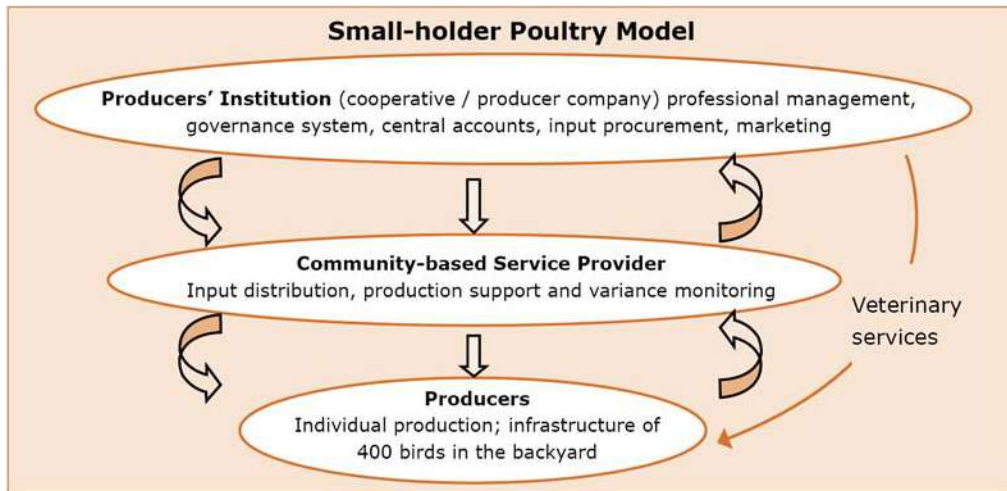 Small-holder Poultry Model
Producers’ Institution (cooperative / producer company) professional management,
governance system, central accounts, input procurement, marketing
Community-based Service Provider
Input distribution, production support and variance monitoring
Veterinary
services
Producers
Individual production; infrastructure of
400 birds in the backyard